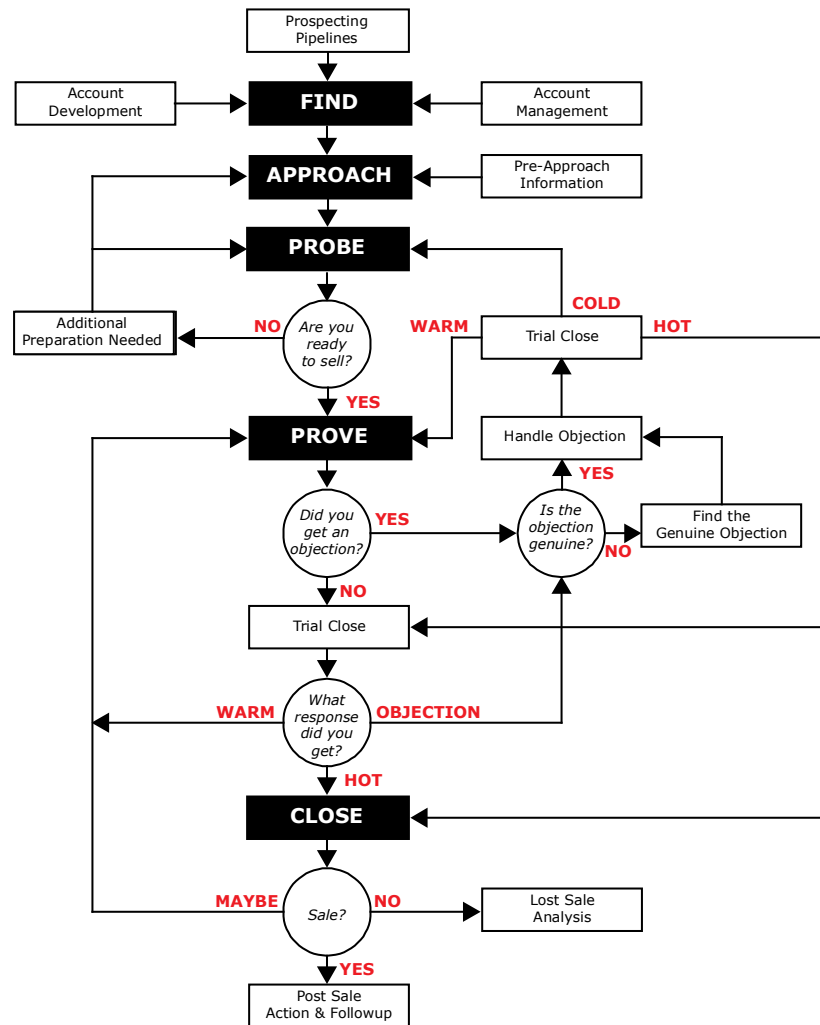 Prospecting
Pipelines
Account
Development
FIND
Account
Management
APPROACH
Pre-Approach
Information
PROBE
COLD
NO
WARM
HOT
Additional
Preparation Needed
Are you
ready
to sell?
Trial Close
YES
PROVE
Handle Objection
YES
Did you
get an
objection?
YES
Is the
objection
genuine?
NO
Find the
Genuine Objection
NO
Trial Close
WARM
What
response
did you
get?
OBJECTION
HOT
CLOSE
MAYBE
Sale?
NO
Lost Sale
Analysis
YES
Post Sale
Action & Followup